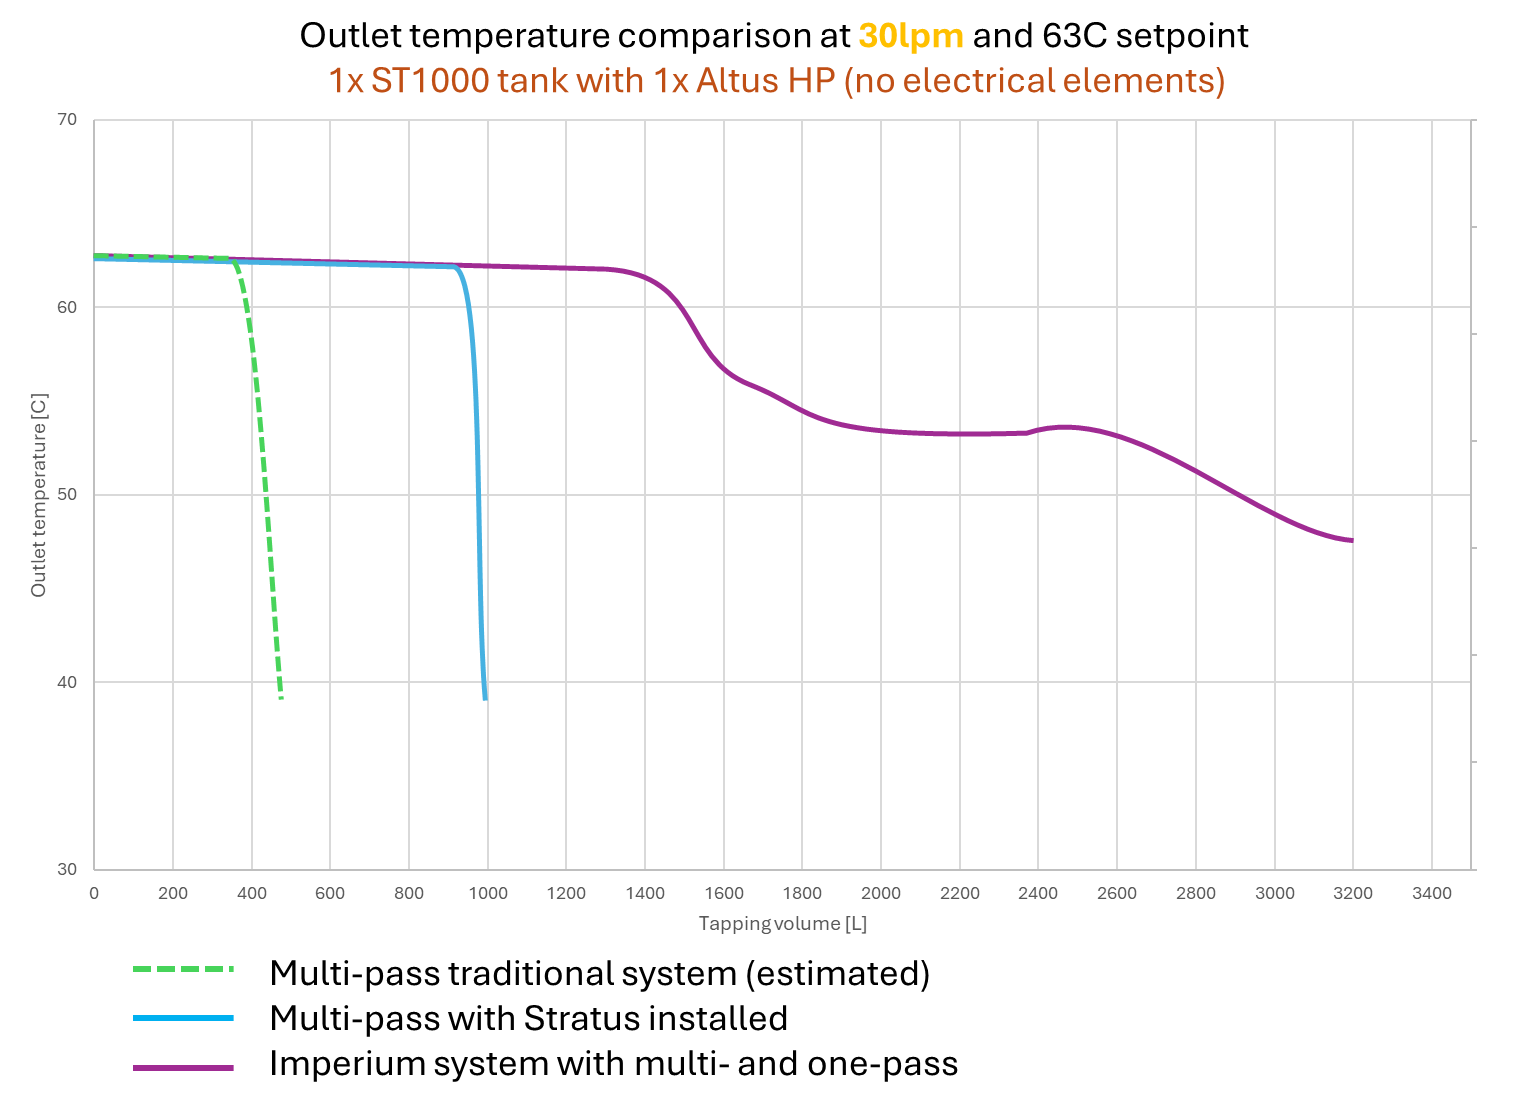 Outlet temperature comparison at 30lpm and 63C setpoint
1x ST1000 tank with 1x Altus HP (no electrical elements)
70
60
50
40
30
Outlet temperature [C]
0 200 400 600 800 1000 1200 1400 1600 1800 2000 2200 2400 2600 2800 3000 3200 3400
Tapping volume [L]
Multi-pass traditional system (estimated)
Multi-pass with Stratus installed
Imperium system with multi- and one-pass